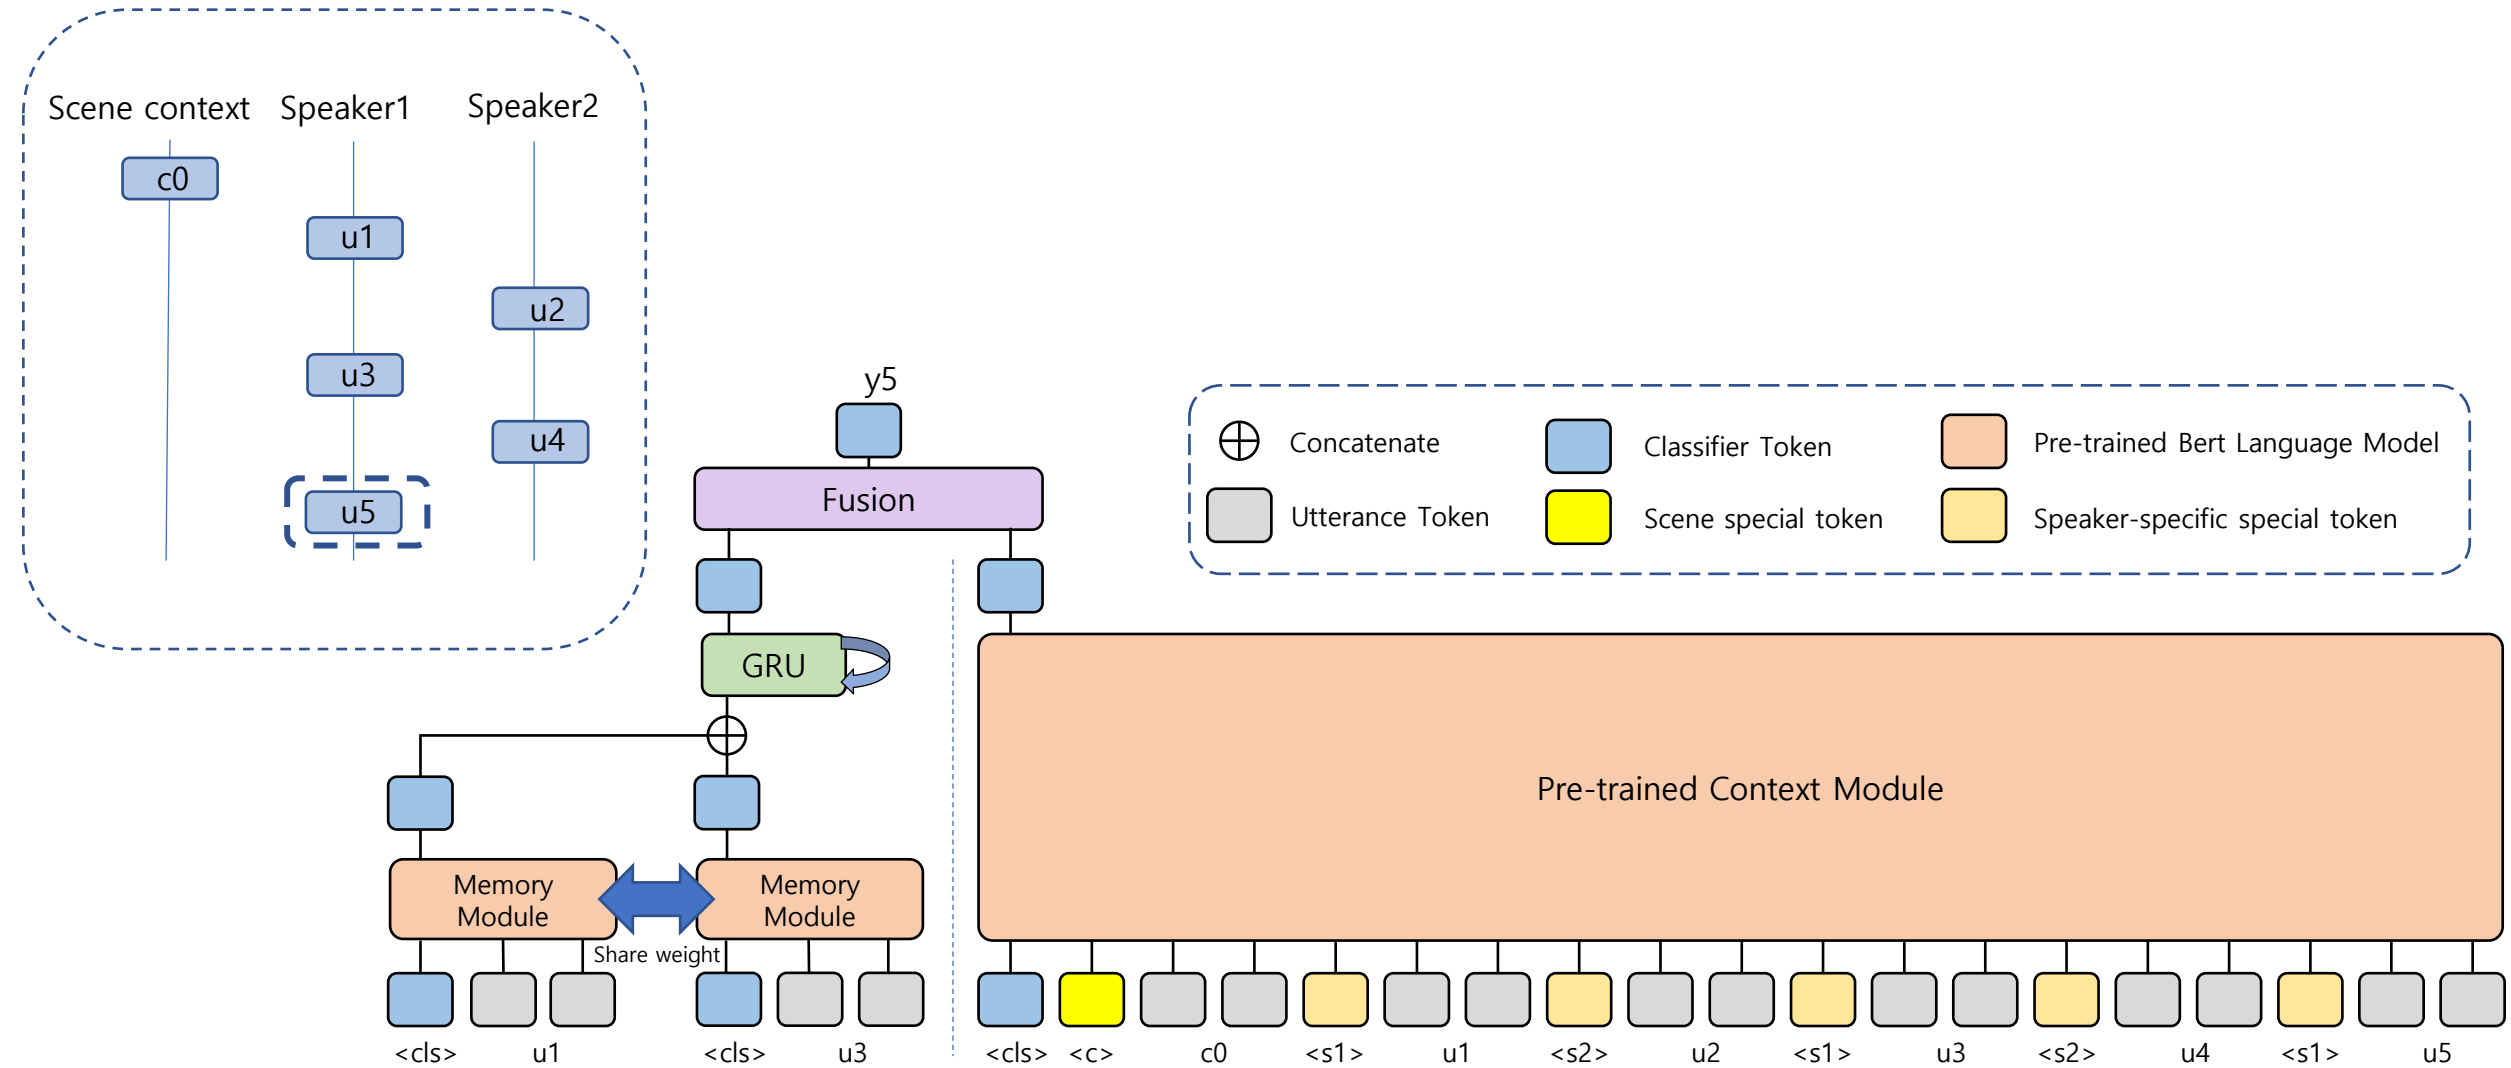 Scene context
Speaker1
Speaker2
c0
u1
u2
u3
u4
u5
y5
Fusion
GRU
Memory
Module
Memory
Module
Share weight
<cls>
u1
<cls>
u3
Concatenate
Classifier Token
Pre-trained Bert Language Model
Utterance Token
Scene special token
Speaker-specific special token
Pre-trained Context Module
<cls>
<c>
c0
<s1>
u1
<s2>
u2
<s1>
u3
<s2>
u4
<s1>
u5